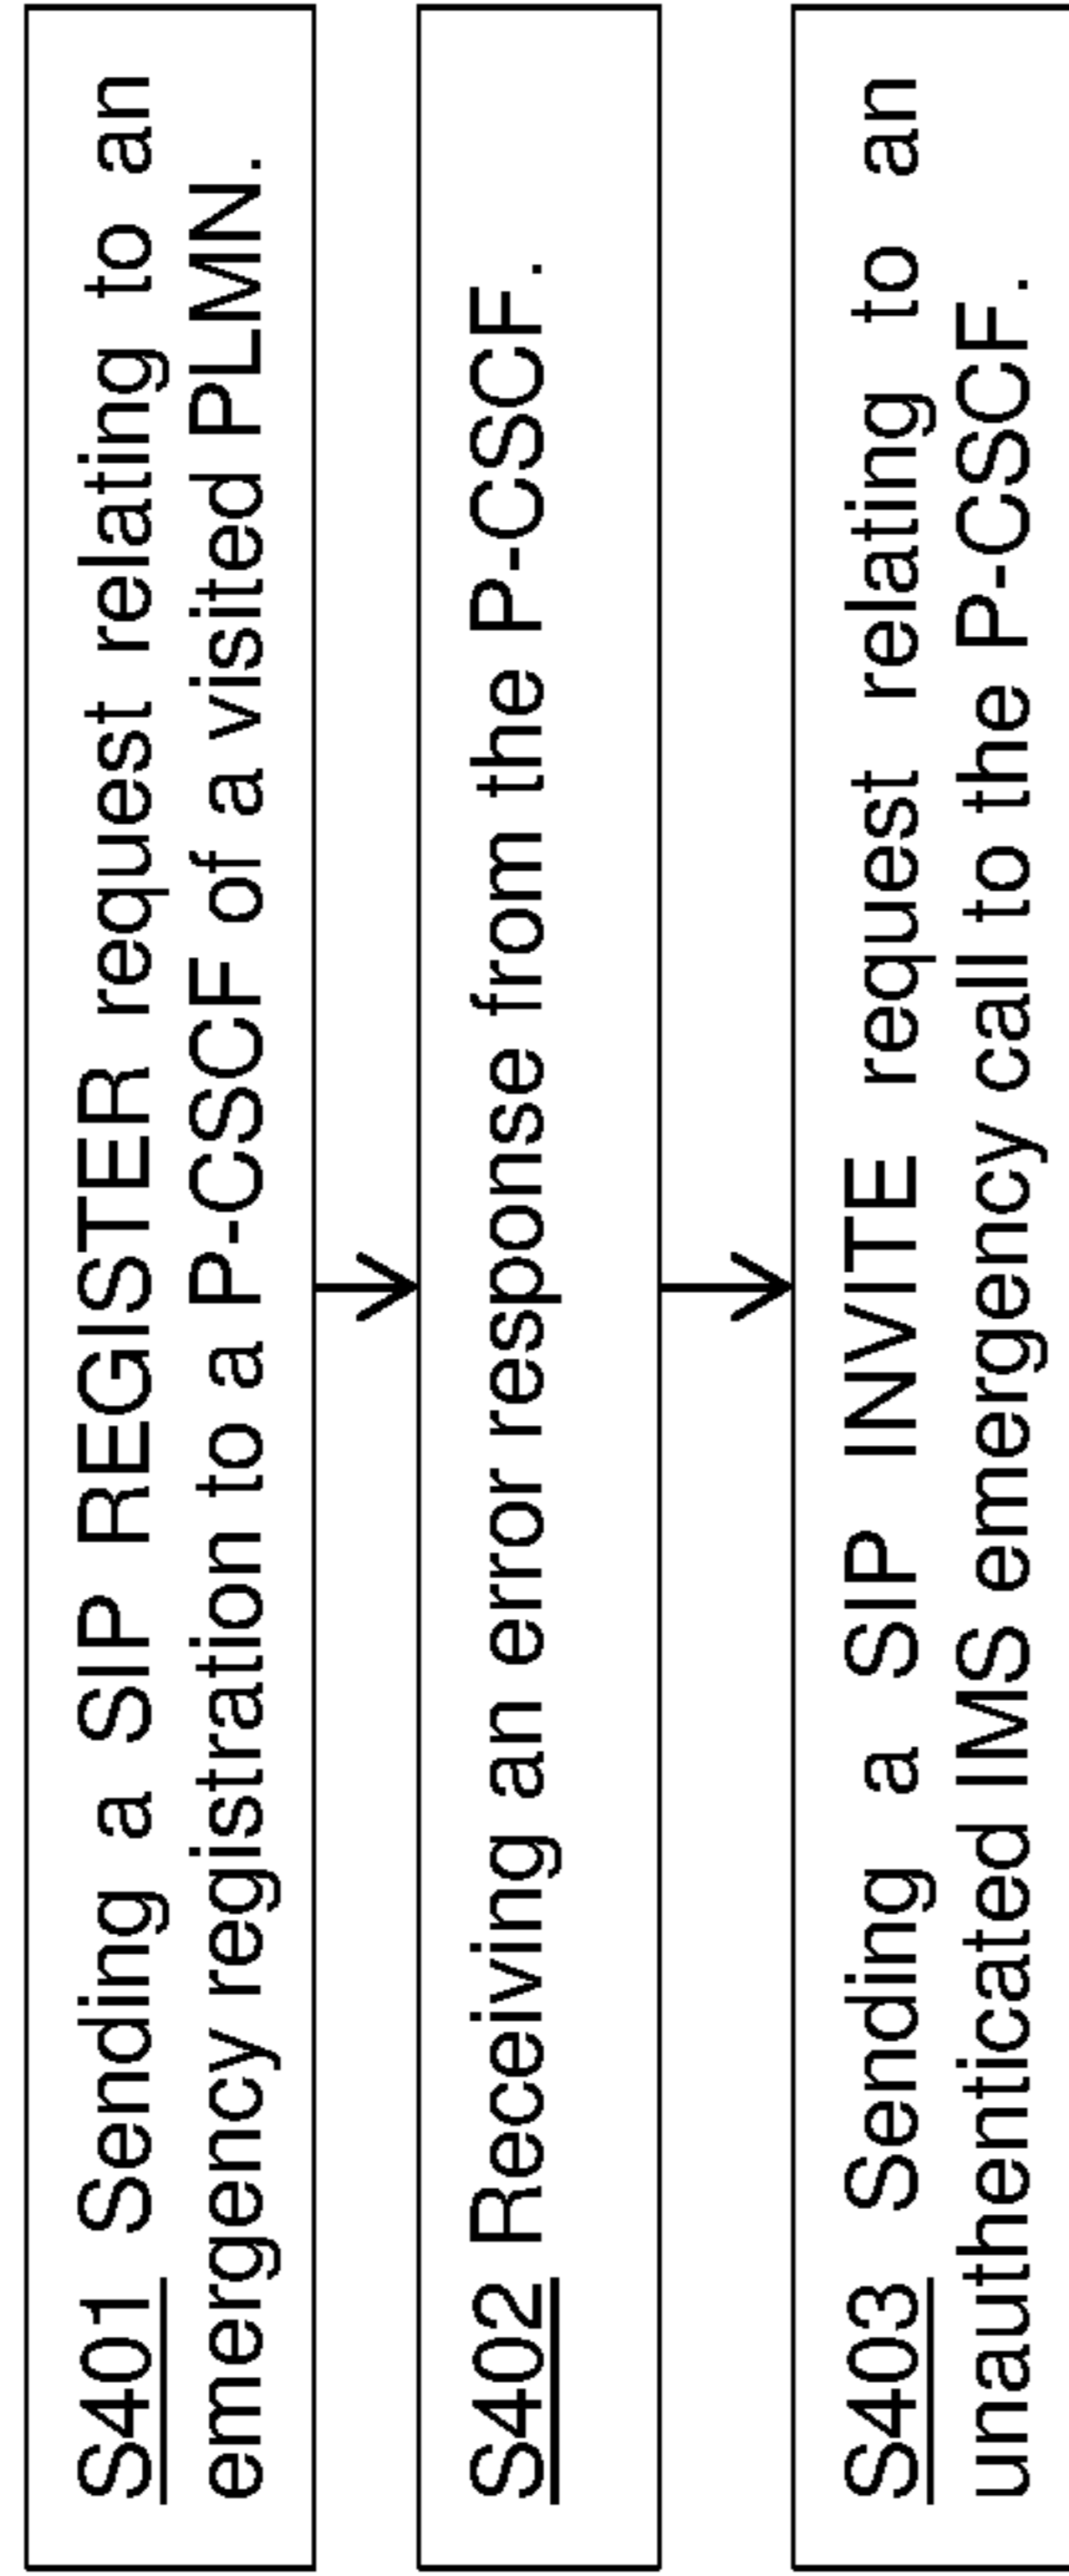 S401 Sending a SIP REGISTER request relating to an
emergency registration to a P-CSCF of a visited PLMN.
S402 Receiving an error response from the P-CSCF.
S403 Sending a SIP INVITE request relating to an
unauthenticated IMS emergency call to the P-CSCF.